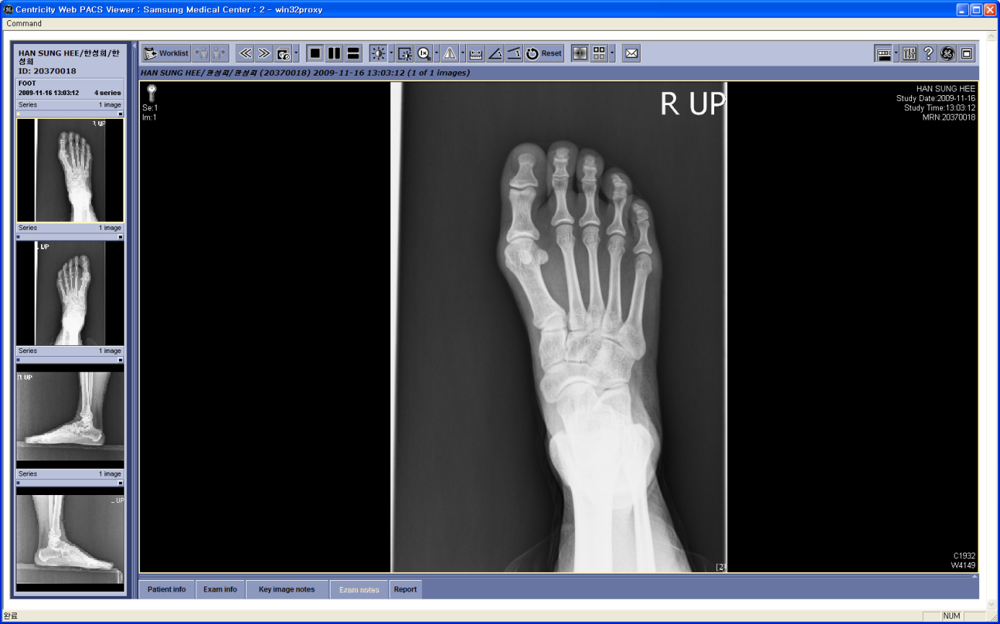 Centricity Web PACS Viewer : Samsung Medical Center : 2 - win32proxy
Command
HAN SUNG HEE/한성희/한
성희
ID: 20370018
FOOT
2009-11-16 13:03:12 4 series
Series 1 image
R UP
Series 1 image
UP
Series 1 image
R UP
Series 1 image
UP
Worklist
1x
Reset
HAN SUNG HEE/한성희/한성희 (20370018) 2009-11-16 13:03:12 (1 of 1 images)
Se:1
Im:1
R UP
HAN SUNG HEE
Study Date:2009-11-16
Study Time:13:03:12
MRN:20370018
[2]
C1932
W4149
Patient info
Exam info
Key image notes
Exam notes
Report
완료
NUM